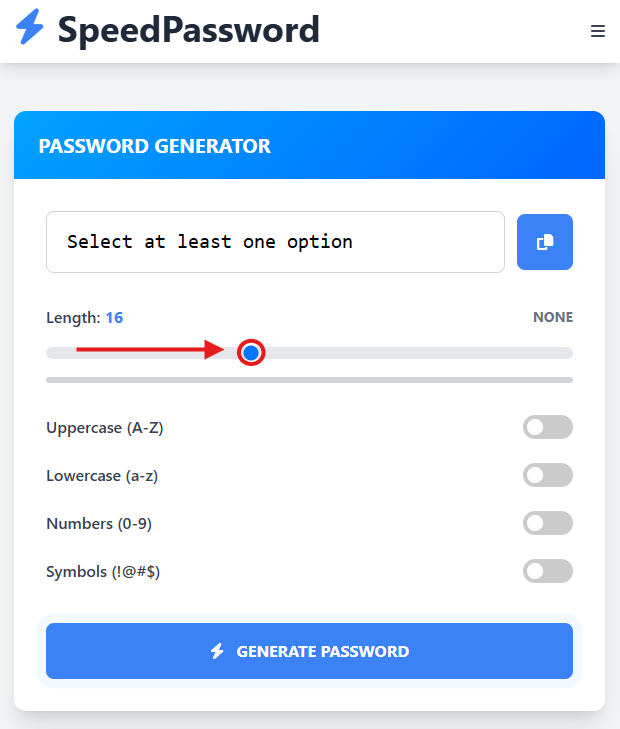 SpeedPassword
PASSWORD GENERATOR
Select at least one option
Length: 16 NONE
Uppercase (A-Z)
Lowercase (a-z)
Numbers (0-9)
Symbols (!@#$)
GENERATE PASSWORD